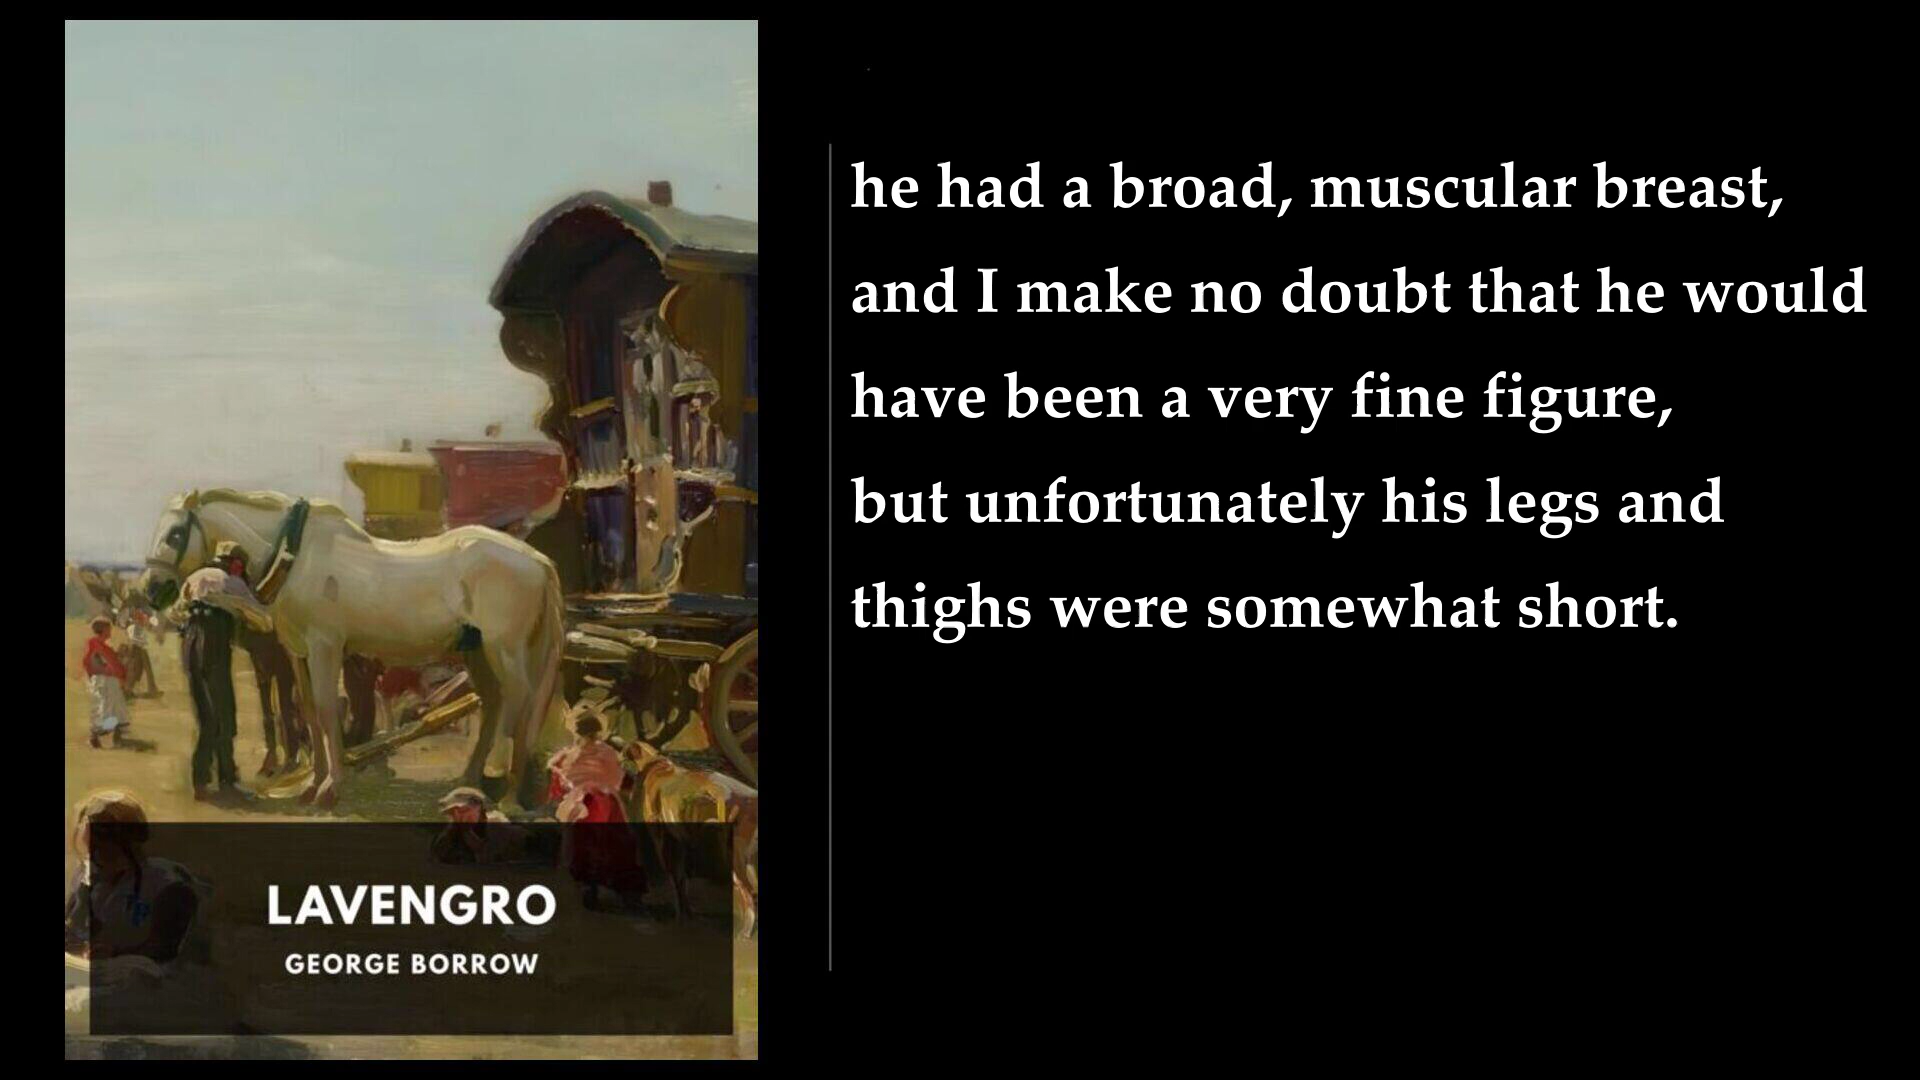 he had a broad, muscular breast,
and I make no doubt that he would
have been a very fine figure,
but unfortunately his legs and
thighs were somewhat short.
LAVENGRO
GEORGE BORROW